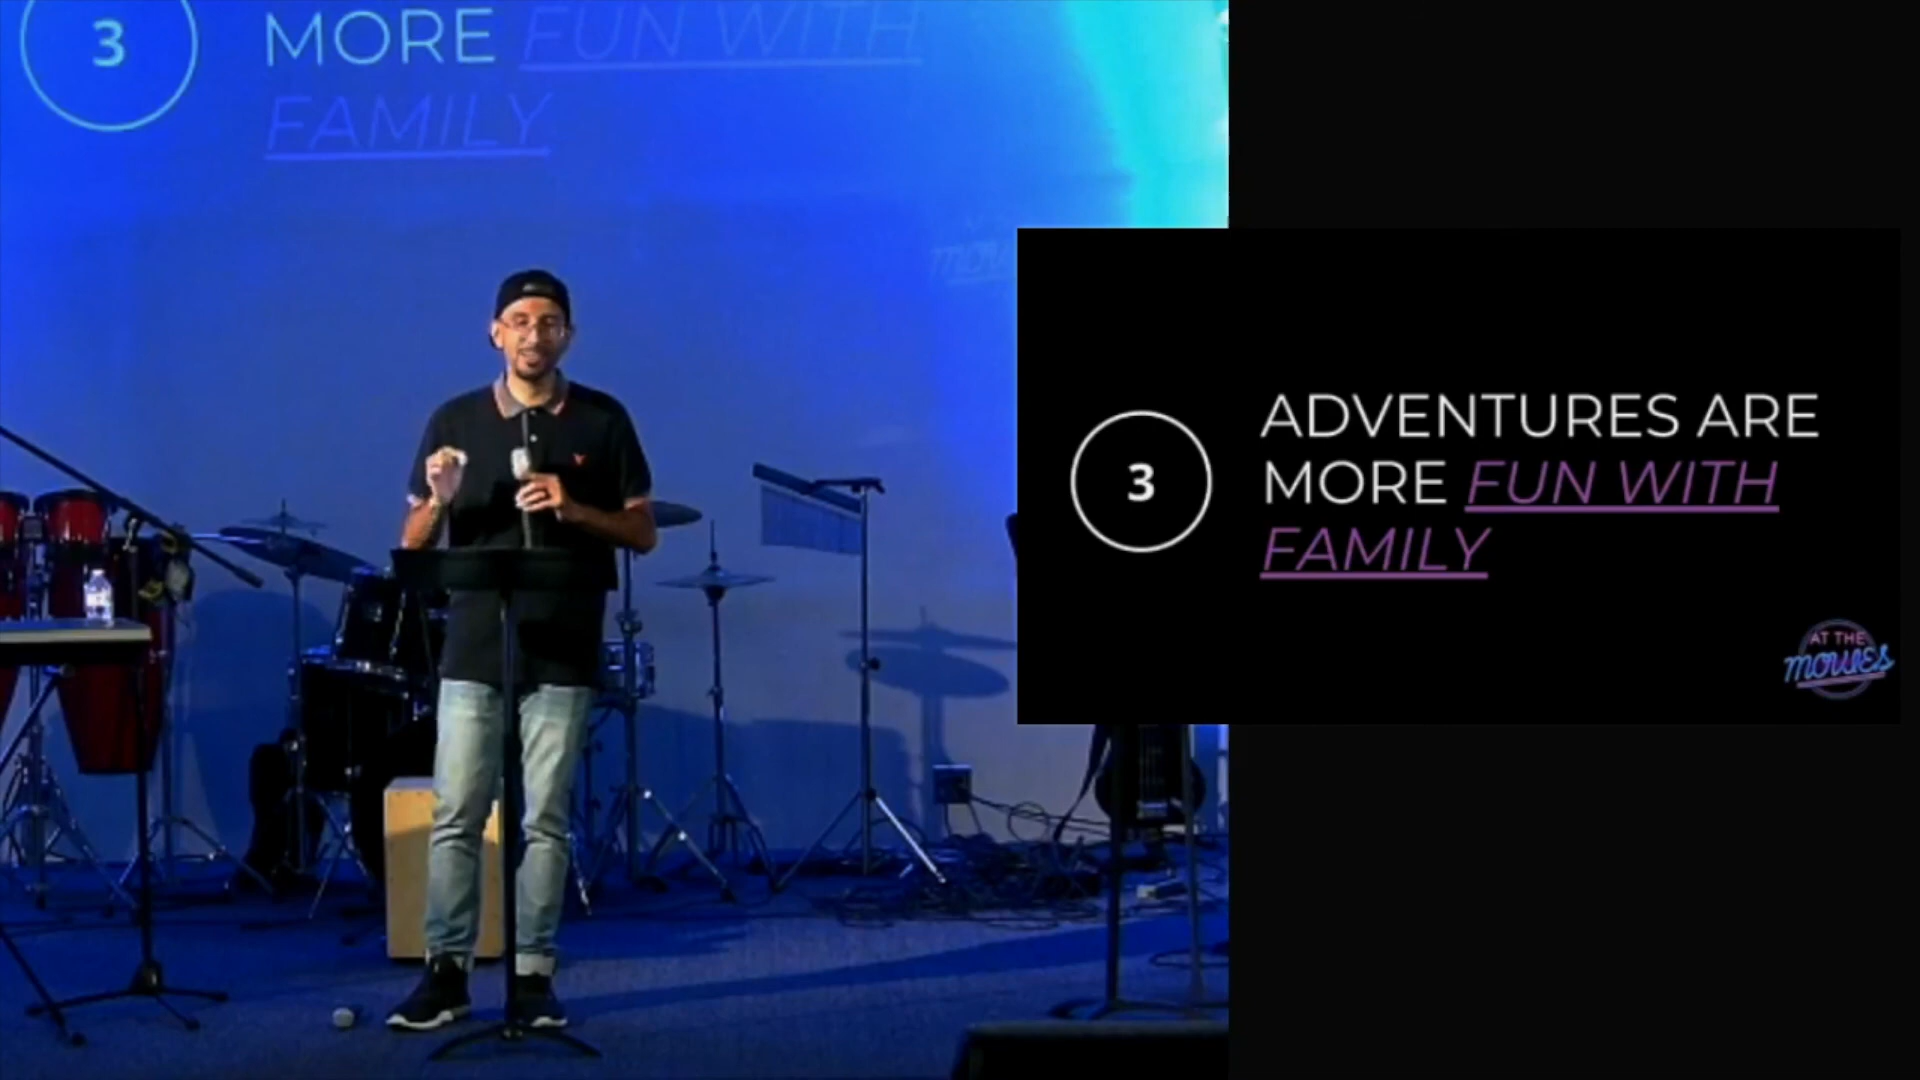 3
MORE FUN WITH
FAMILY
3
ADVENTURES ARE
MORE FUN WITH
FAMILY
AT THE
movies